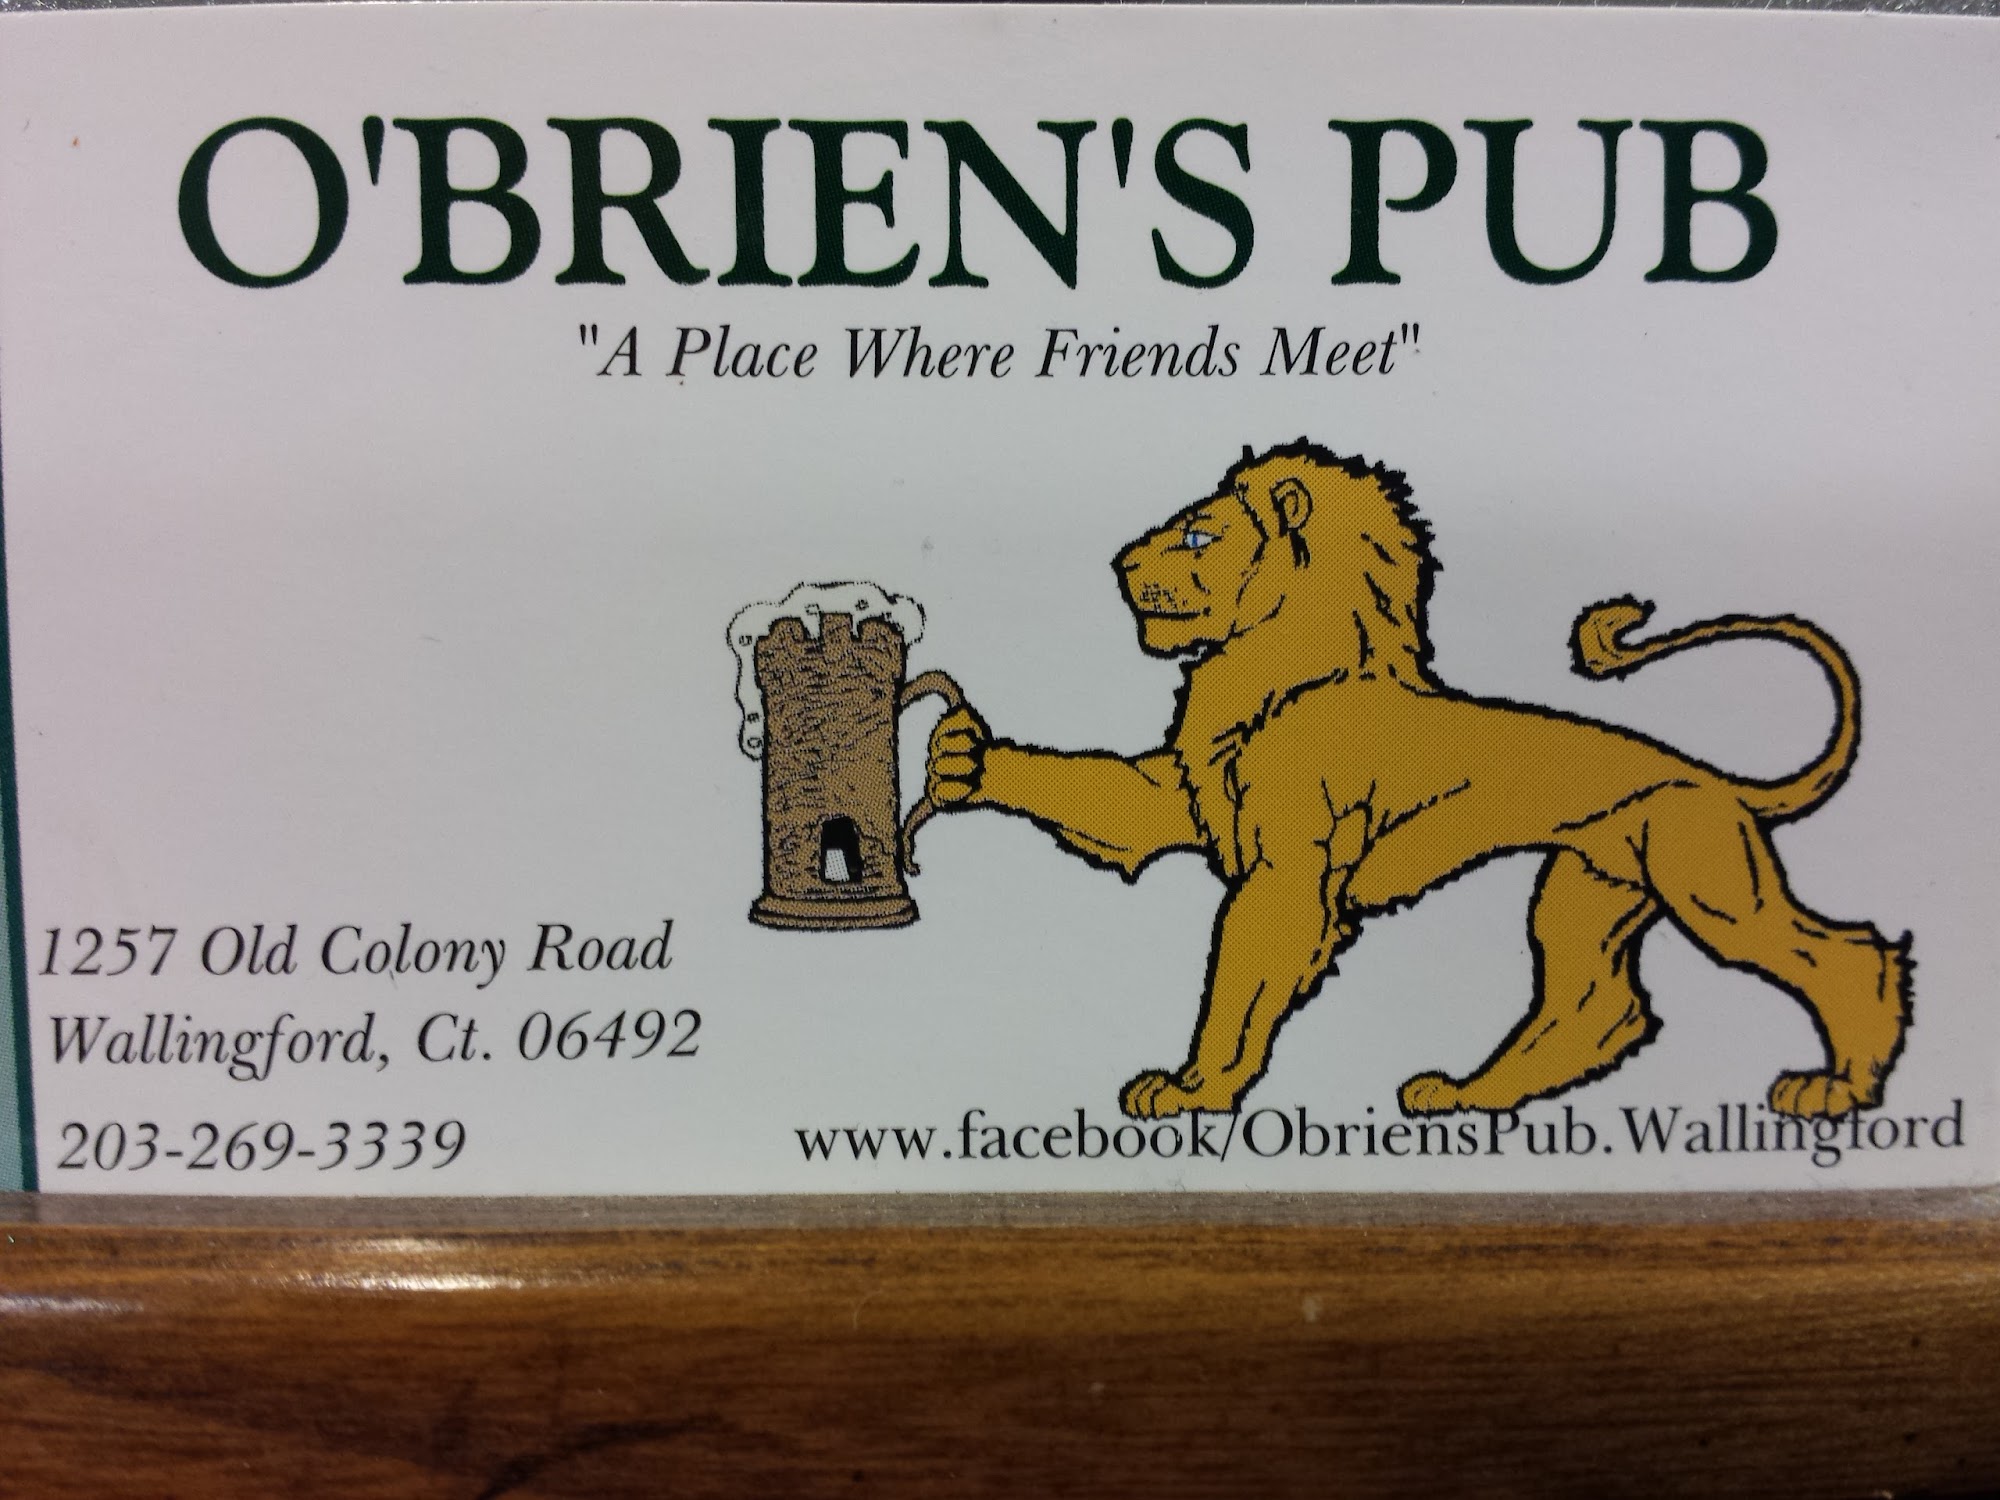 O'BRIEN'S PUB
"A Place Where Friends Meet"
1257 Old Colony Road
Wallingford, Ct. 06492
203-269-3339
www.facebook/ObriensPub.Wallingford